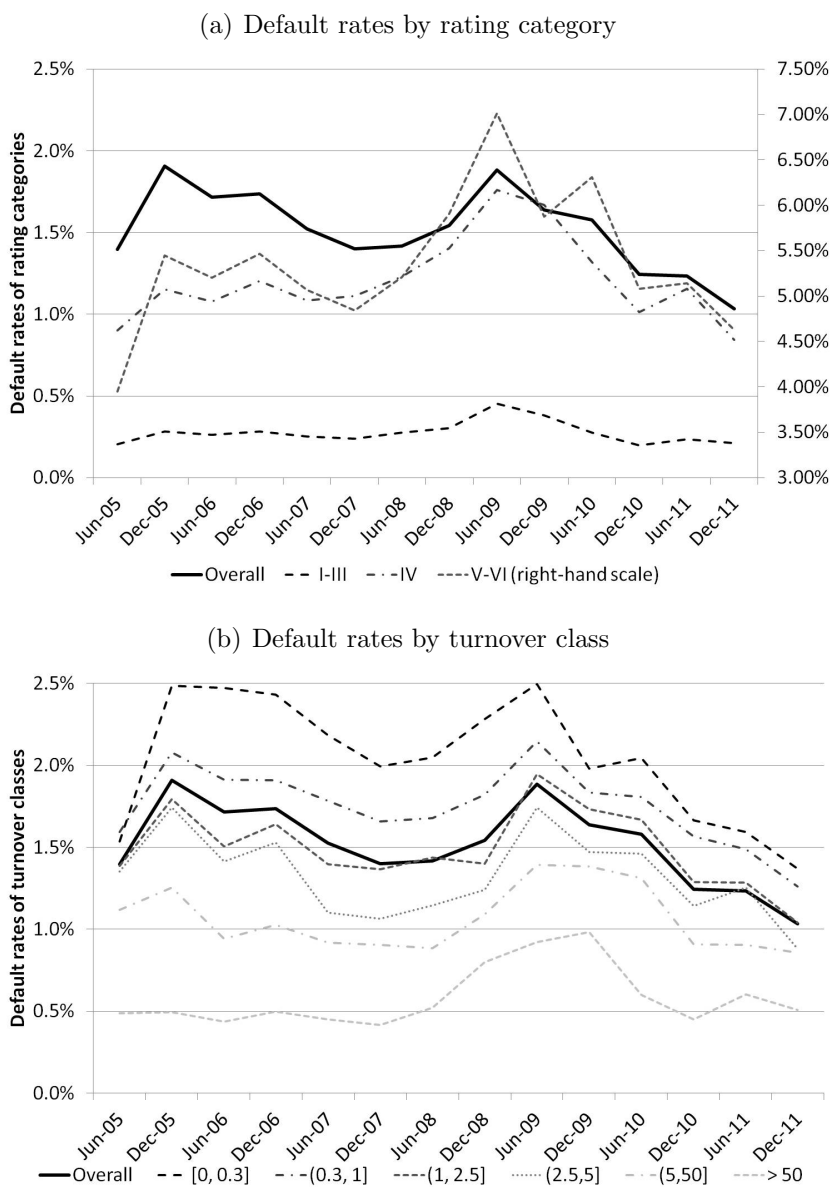 (a) Default rates by rating category
2.5%
2.0%
1.5%
1.0%
0.5%
0.0%
Default rates of rating categories
7.50%
7.00%
6.50%
6.00%
5.50%
5.00%
4.50%
4.00%
3.50%
3.00%
Jun-05
Dec-05
Jun-06
Dec-06
Jun-07
Dec-07
Jun-08
Dec-08
Jun-09
Dec-09
Jun-10
Dec-10
Jun-11
Dec-11
Overall I-III IV V-VI (right-hand scale)
(b) Default rates by turnover class
2.5%
2.0%
1.5%
1.0%
0.5%
0.0%
Default rates of turnover classes
Jun-05
Dec-05
Jun-06
Dec-06
Jun-07
Dec-07
Jun-08
Dec-08
Jun-09
Dec-09
Jun-10
Dec-10
Jun-11
Dec-11
Overall [0, 0.3] (0.3, 1] (1, 2.5] (2.5,5] (5,50] > 50